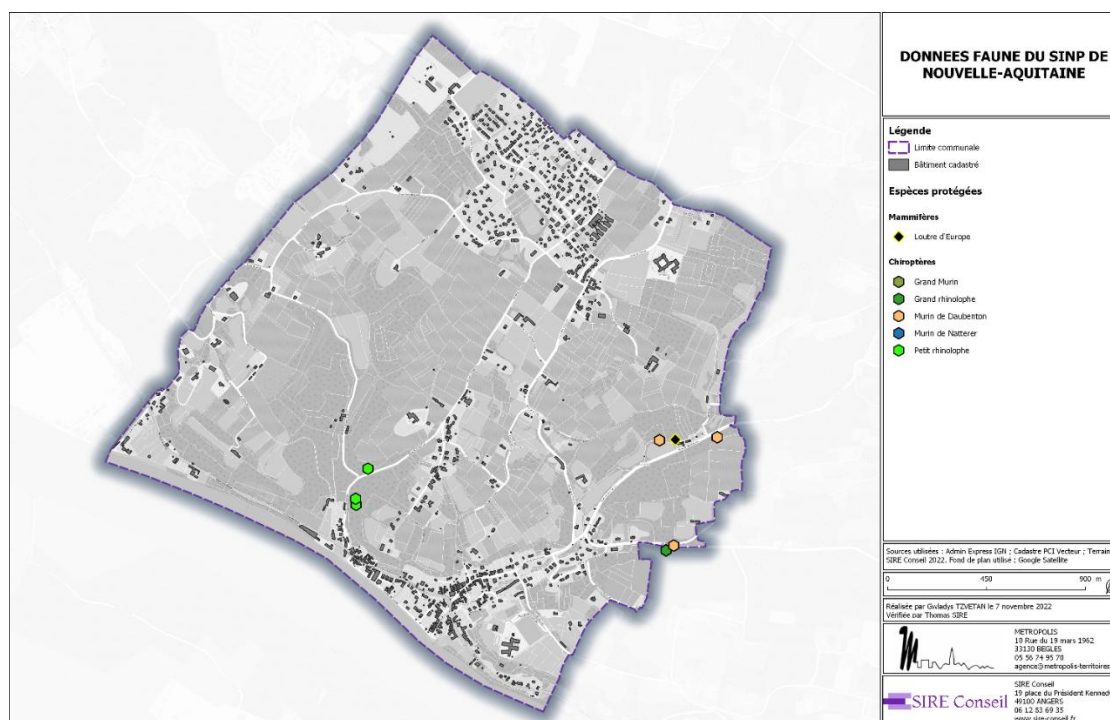 DONNEES FAUNE DU SINP DE
NOUVELLE-AQUITAINE
Légende
Limite communale
Bâtiment cadastré
Espèces protégées
Mammifères
Loutre d'Europe
Chiroptères
Grand Murin
Grand rhinolophe
Murin de Daubenton
Murin de Natterer
Petit rhinolophe
Sources utilisées : Admin Express IGN ; Cadastre PCI Vecteur ; Terrain
SIRE Conseil 2022. Fond de plan utilisé : Google Satellite
0 450 900 m
Réalisée par Gwladys TZVETAN le 7 novembre 2022
Vérifiée par Thomas SIRE
METROPOLIS
10 Rue du 19 mars 1962
33130 BEGLES
05 56 74 95 78
agence@metropolis-territoires
SIRE Conseil
SIRE Conseil
19 place du Président Kennedy
49100 ANGERS
06 12 53 69 35
www.sire-conseil.fr